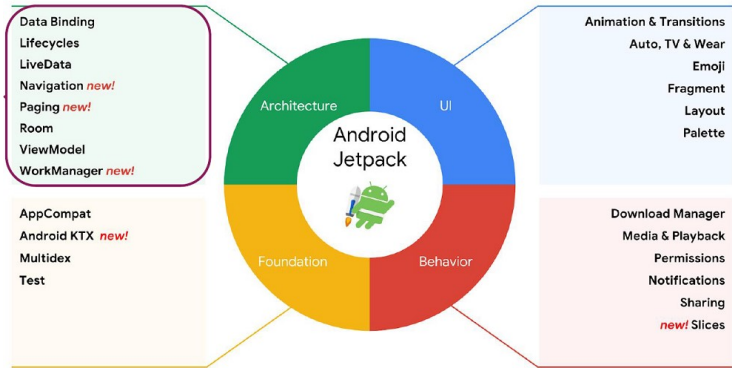 Data Binding
Lifecycles
LiveData
Navigation new!
Paging new!
Room
ViewModel
WorkManager new!
Animation & Transitions
Auto, TV & Wear
Emoji
Fragment
Layout
Palette
Architecture
UI
Android
Jetpack
Foundation
Behavior
AppCompat
Android KTX new!
Multidex
Test
Download Manager
Media & Playback
Permissions
Notifications
Sharing
new! Slices